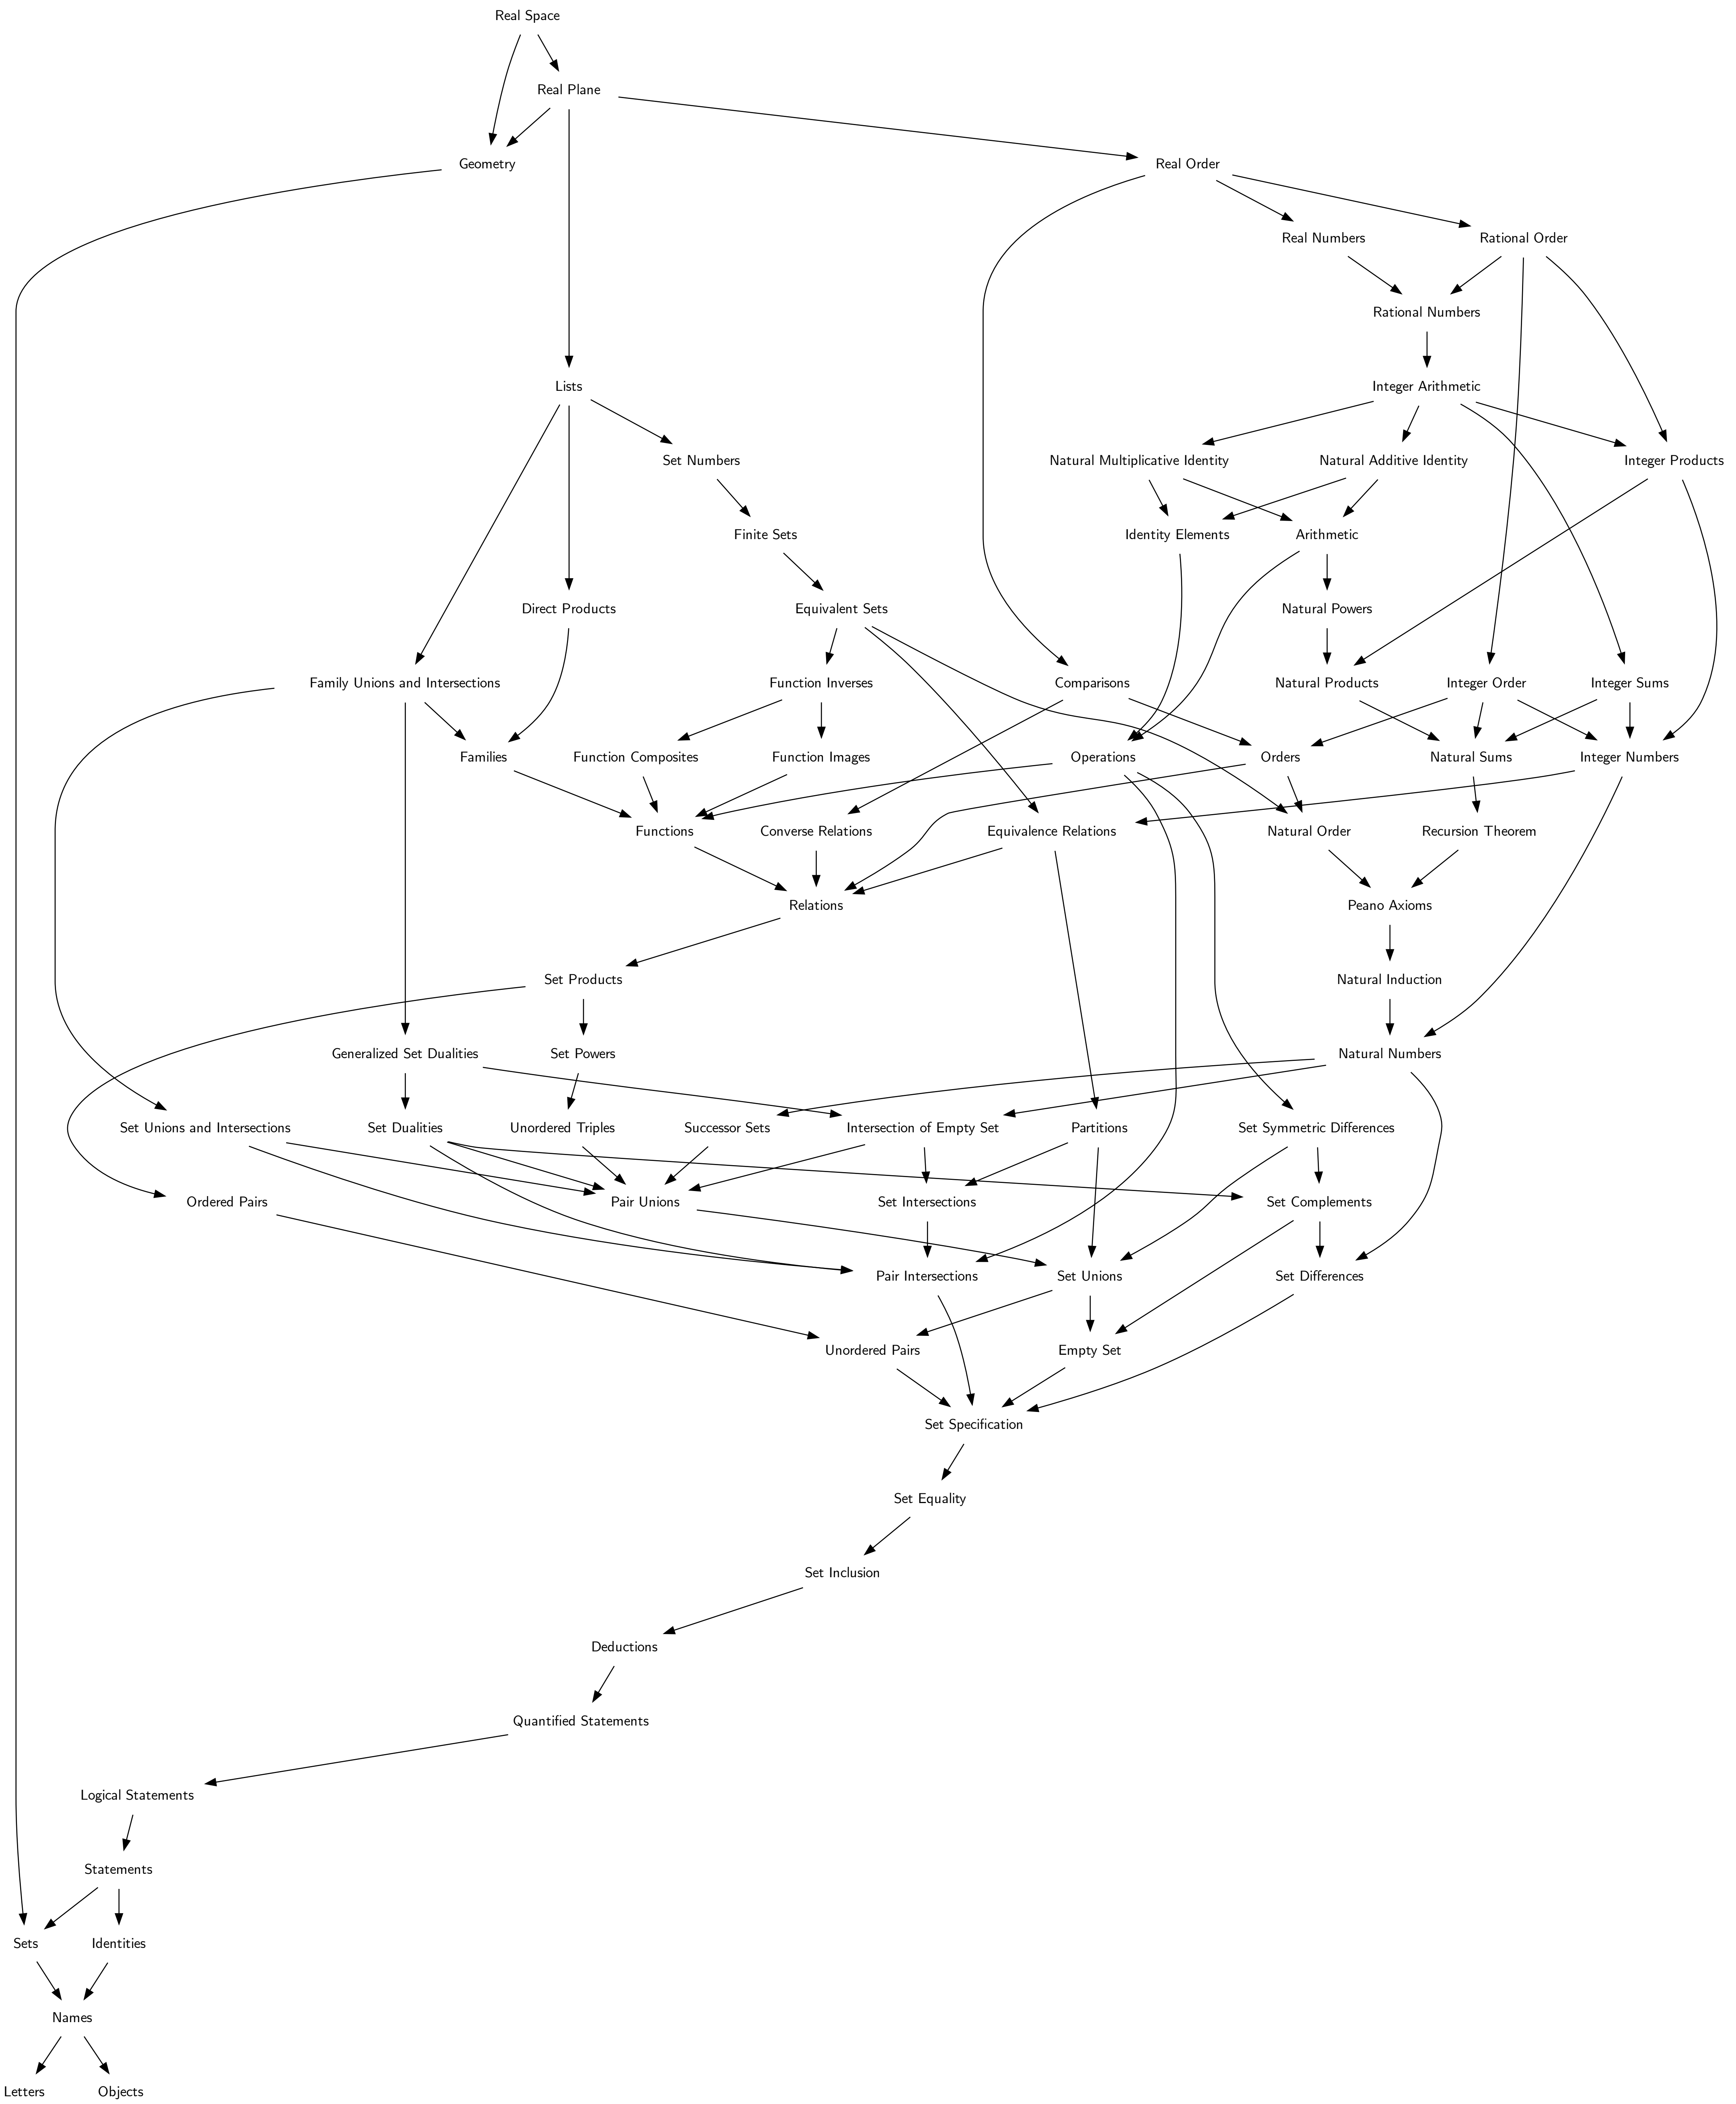 Real Space
Real Plane
Geometry
Real Order
Real Numbers
Rational Order
Rational Numbers
Lists
Integer Arithmetic
Set Numbers
Natural Multiplicative Identity
Natural Additive Identity
Integer Products
Finite Sets
Identity Elements
Arithmetic
Direct Products
Equivalent Sets
Natural Powers
Family Unions and Intersections
Function Inverses
Comparisons
Natural Products
Integer Order
Integer Sums
Families
Function Composites
Function Images
Operations
Orders
Natural Sums
Integer Numbers
Functions
Converse Relations
Equivalence Relations
Natural Order
Recursion Theorem
Relations
Peano Axioms
Set Products
Natural Induction
Generalized Set Dualities
Set Powers
Natural Numbers
Set Unions and Intersections
Set Dualities
Unordered Triples
Successor Sets
Intersection of Empty Set
Partitions
Set Symmetric Differences
Ordered Pairs
Pair Unions
Set Intersections
Set Complements
Pair Intersections
Set Unions
Set Differences
Unordered Pairs
Empty Set
Set Specification
Set Equality
Set Inclusion
Deductions
Quantified Statements
Logical Statements
Statements
Sets
Identities
Names
Letters
Objects